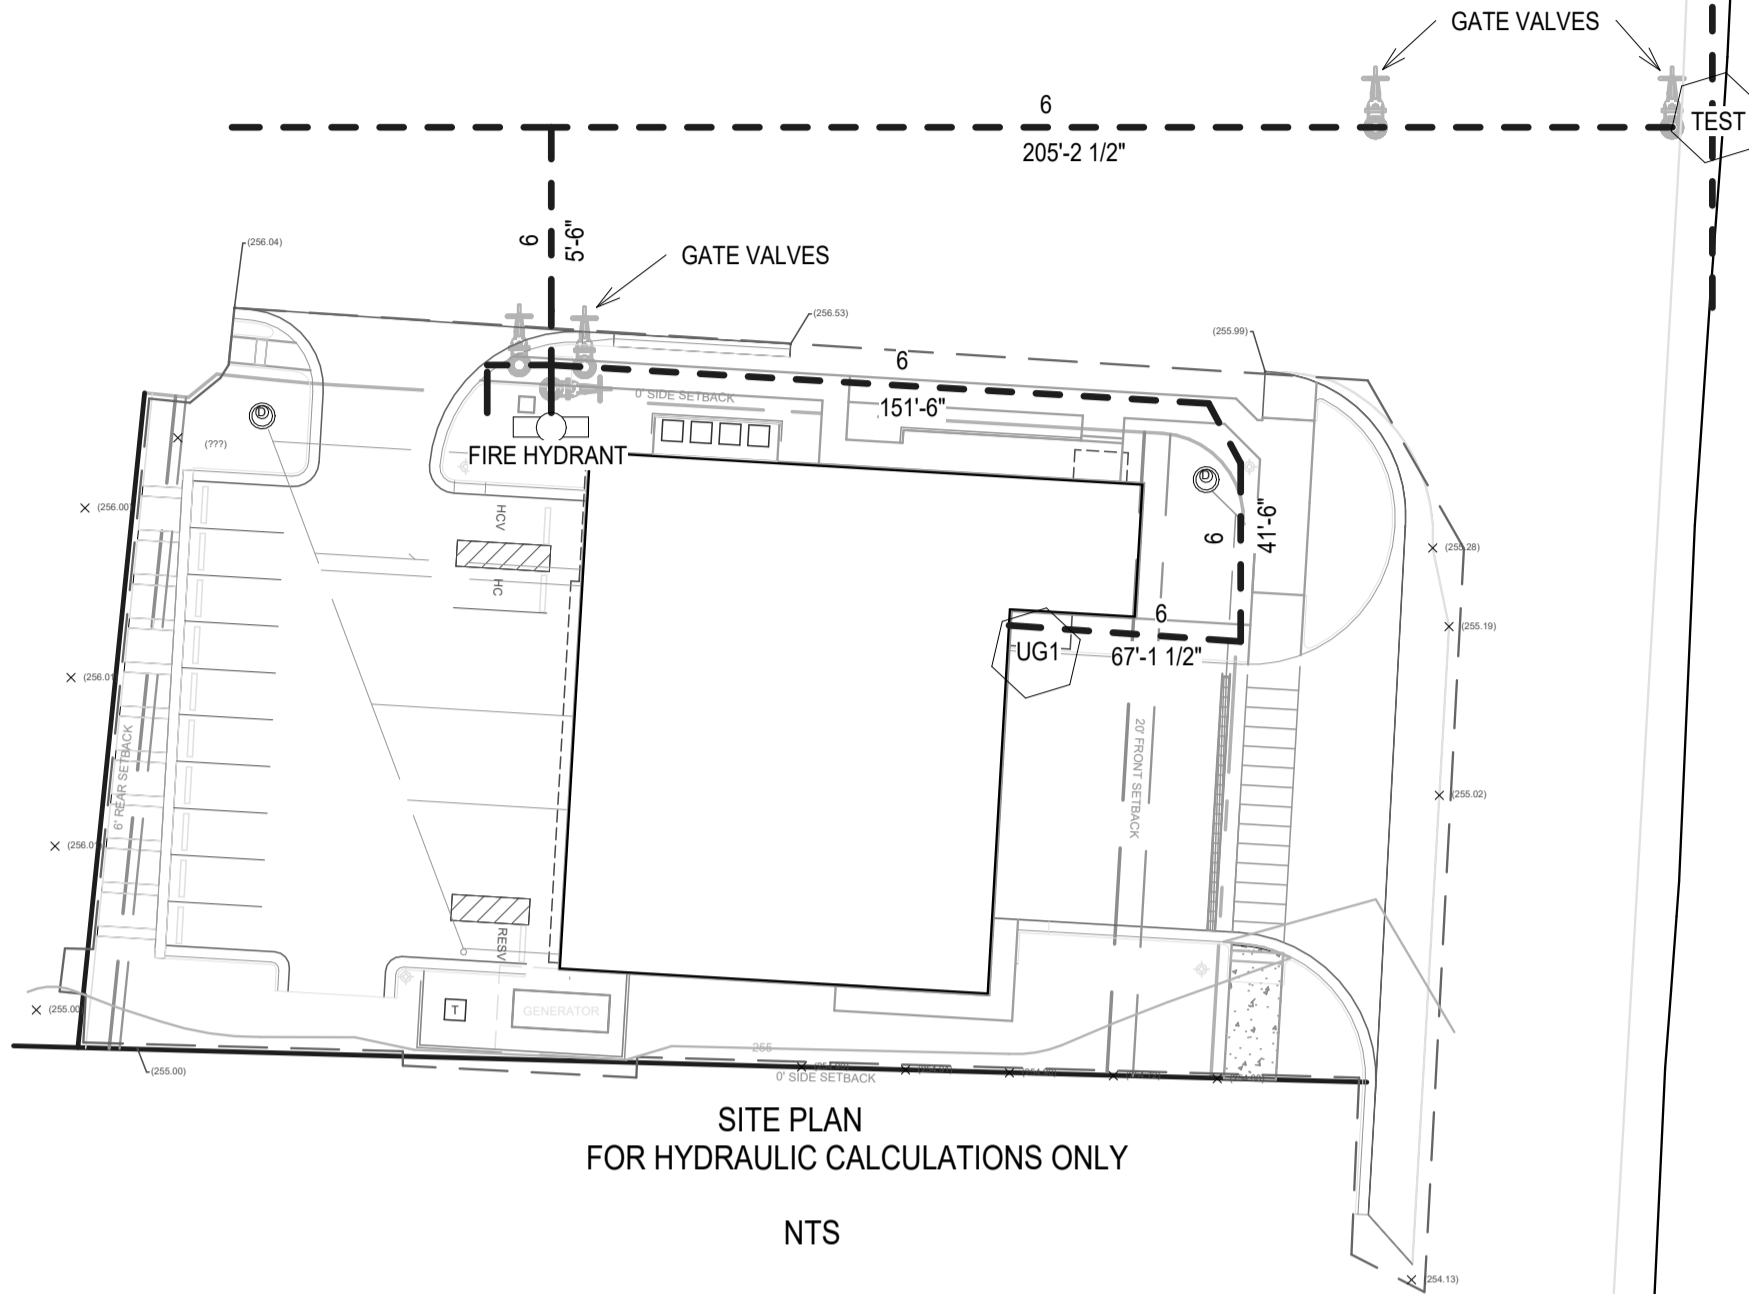 GATE VALVES
6
TEST
205'-2 1/2"
6
5'-6"
(256.04)
GATE VALVES
(256.53)
(255.99)
6
0' SIDE SETBACK
151'-6"
D
(???)
FIRE HYDRANT
D
(256.00
HCV
6
41'-6"
(255.28)
HC
6
(255.19)
UG1
67'-1 1/2"
(256.01
6' REAR SETBACK
20' FRONT SETBACK
(255.02)
(256.01
RESV
(255.00
T
GENERATOR
255
(255.00)
0' SIDE SETBACK
SITE PLAN
FOR HYDRAULIC CALCULATIONS ONLY
NTS
(254.13)